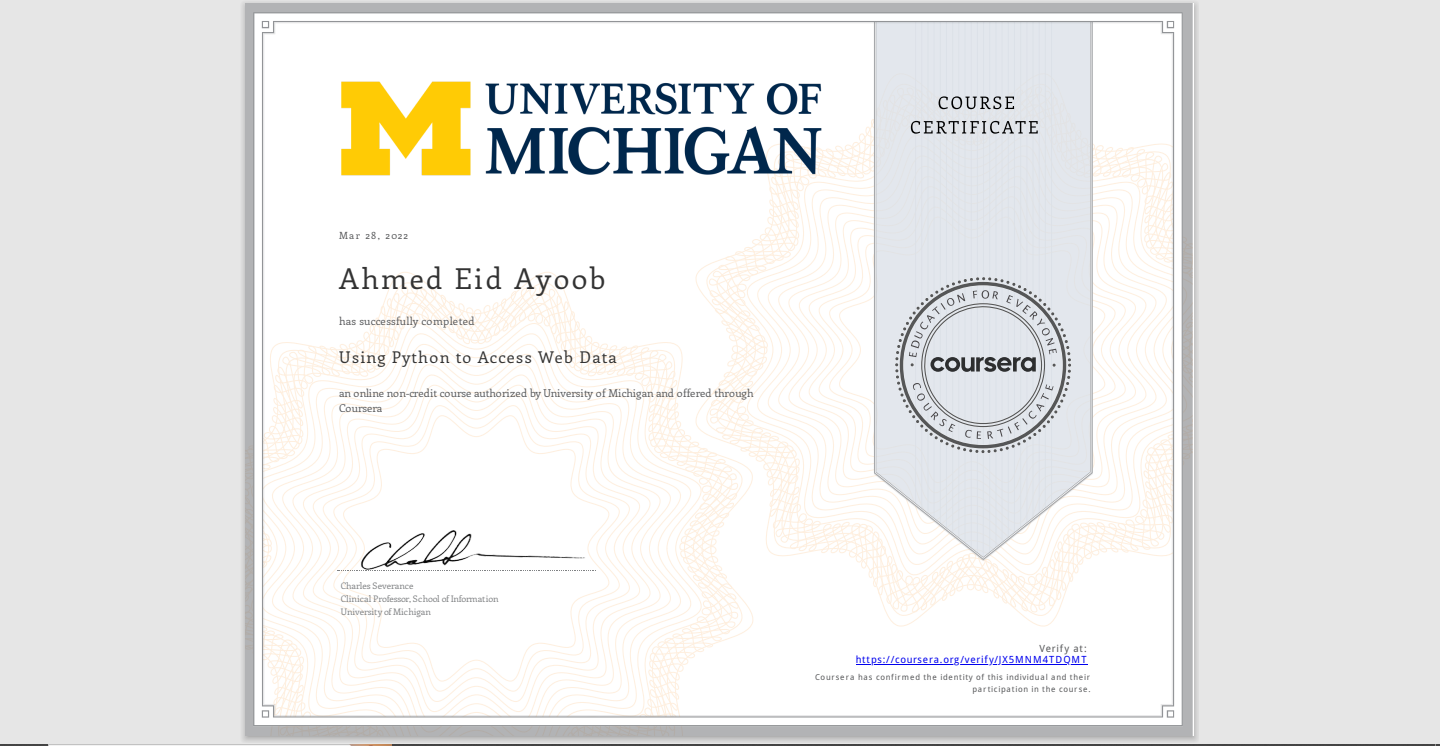 UNIVERSITY OF
MICHIGAN
COURSE
CERTIFICATE
Mar 28, 2022
Ahmed Eid Ayoob
has successfully completed
Using Python to Access Web Data
an online non-credit course authorized by University of Michigan and offered through
Coursera
EDUCATION FOR EVERYONE
coursera
COURSE CERTIFICATE
Charles Severance
Clinical Professor, School of Information
University of Michigan
Verify at:
https://coursera.org/verify/JX5MNM4TDQMT
Coursera has confirmed the identity of this individual and their
participation in the course.